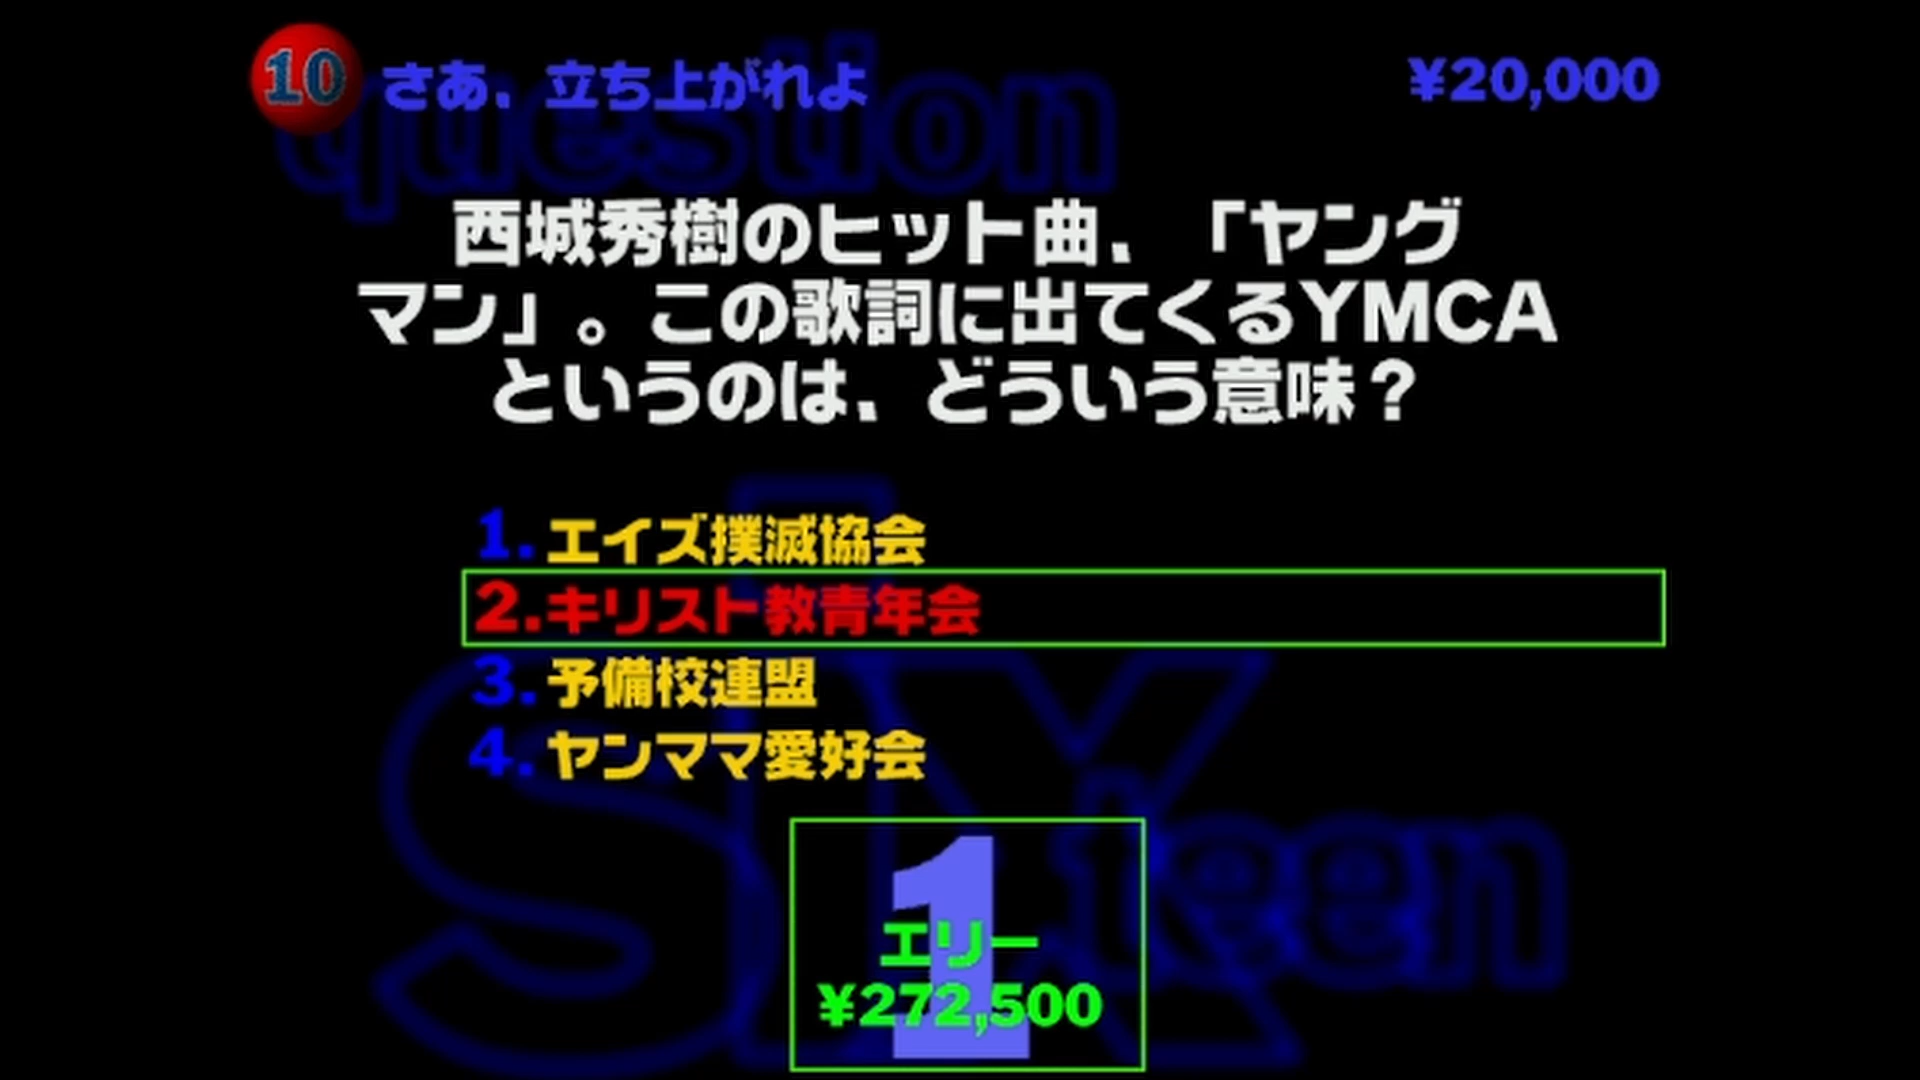 10 さあ、立ち上がれよ ¥20,000
question
西城秀樹のヒット曲、「ヤング
マン」。この歌詞に出てくるYMCA
というのは、どういう意味？
1. エイズ撲滅協会
2. キリスト教青年会
3. 予備校連盟
4. ヤンママ愛好会
SIXteen
1
エリー
¥272,500